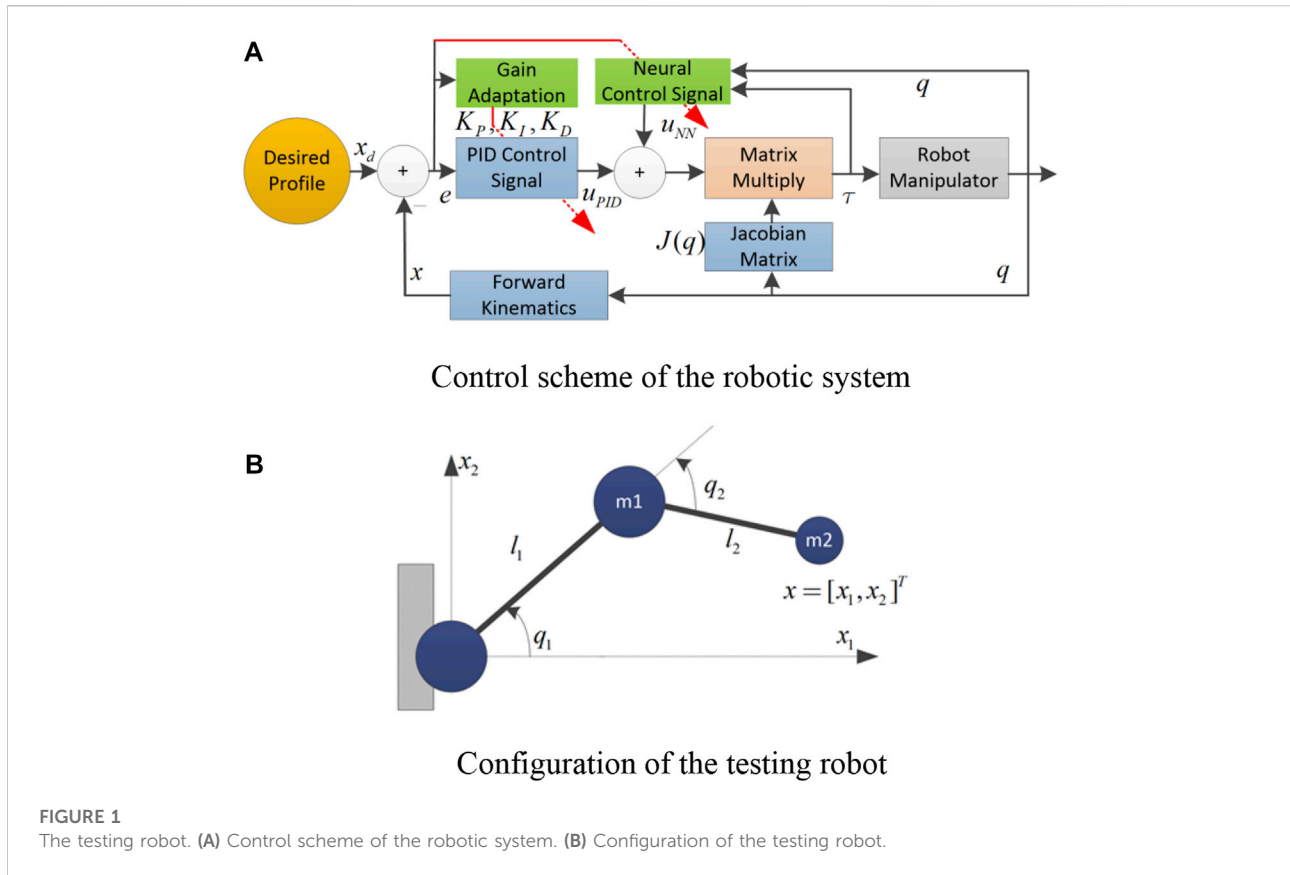 A
Gain
Adaptation
Neural
Control Signal
q
K_P, K_I, K_D
u_NN
Desired
Profile
x_d
+
PID Control
Signal
+
Matrix
Multiply
Robot
Manipulator
−
e
u_PID
τ
J(q)
Jacobian
Matrix
x
Forward
Kinematics
q
Control scheme of the robotic system
B
x_2
m1
q_2
l_1
l_2
m2
x = [x_1, x_2]^T
q_1
x_1
Configuration of the testing robot
FIGURE 1
The testing robot. (A) Control scheme of the robotic system. (B) Configuration of the testing robot.